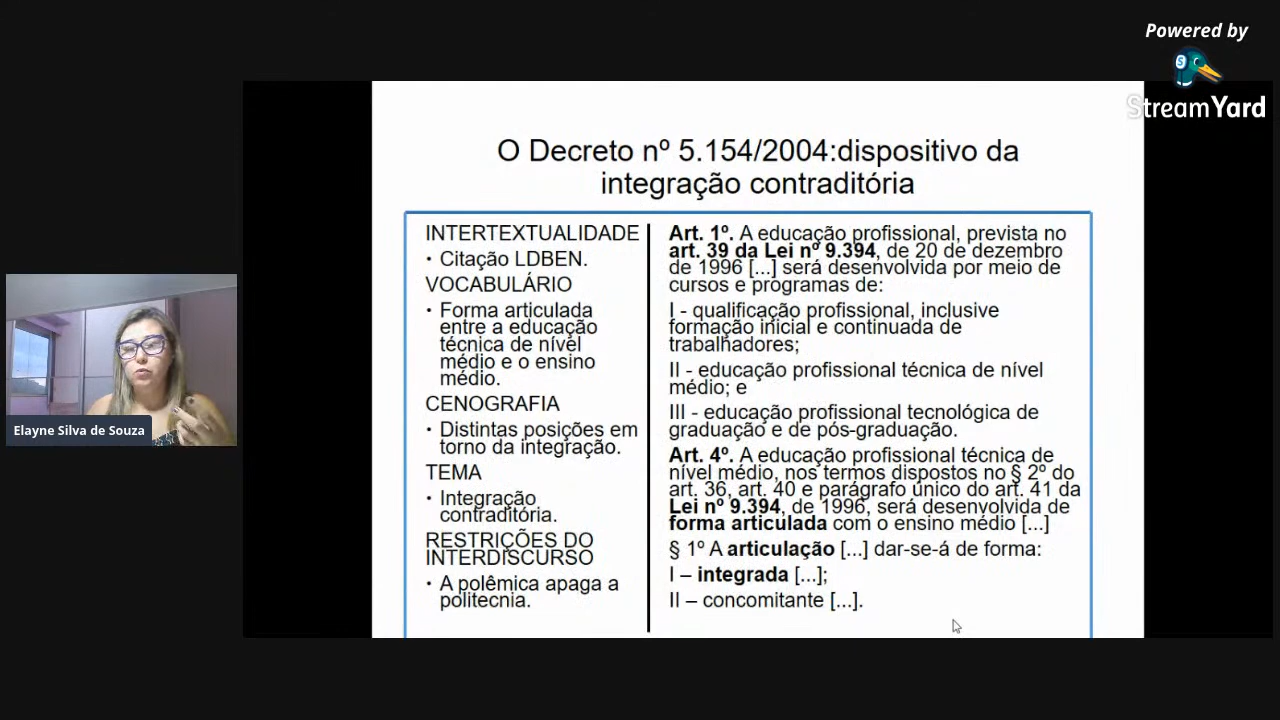 Powered by
StreamYard
O Decreto nº 5.154/2004:dispositivo da
integração contraditória
INTERTEXTUALIDADE
• Citação LDBEN.
VOCABULÁRIO
• Forma articulada
entre a educação
técnica de nível
médio e o ensino
médio.
CENOGRAFIA
• Distintas posições em
torno da integração.
TEMA
• Integração
contraditória.
RESTRIÇÕES DO
INTERDISCURSO
• A polêmica apaga a
politecnia.
Art. 1º. A educação profissional, prevista no
art. 39 da Lei nº 9.394, de 20 de dezembro
de 1996 [...] será desenvolvida por meio de
cursos e programas de:
I - qualificação profissional, inclusive
formação inicial e continuada de
trabalhadores;
II - educação profissional técnica de nível
médio; e
III - educação profissional tecnológica de
graduação e de pós-graduação.
Art. 4º. A educação profissional técnica de
nível médio, nos termos dispostos no § 2º do
art. 36, art. 40 e parágrafo único do art. 41 da
Lei nº 9.394, de 1996, será desenvolvida de
forma articulada com o ensino médio [...]
§ 1º A articulação [...] dar-se-á de forma:
I – integrada [...];
II – concomitante [...].
Elayne Silva de Souza